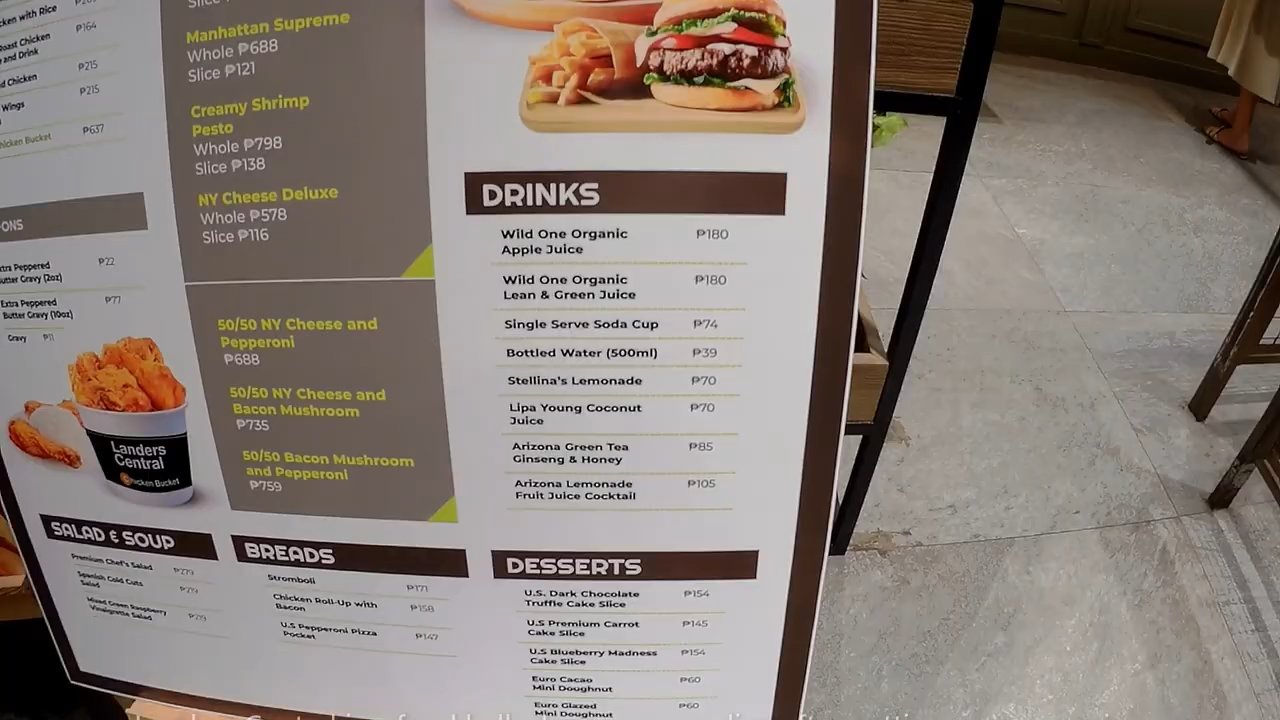 cken with Rice
Roast Chicken
and Drink
₱164
d Chicken
₱215
Wings
₱215
hicken Bucket
₱637
ONS
xtra Peppered
utter Gravy (2oz)
₱22
Extra Peppered
Butter Gravy (10oz)
₱77
Gravy ₱11
Landers
Central
Chicken Bucket
SALAD & SOUP
Premium Chef's Salad
₱279
Spanish Cold Cuts
Salad
₱219
Mixed Green Raspberry
Vinaigrette Salad
₱219
Slice
Manhattan Supreme
Whole ₱688
Slice ₱121
Creamy Shrimp
Pesto
Whole ₱798
Slice ₱138
NY Cheese Deluxe
Whole ₱578
Slice ₱116
50/50 NY Cheese and
Pepperoni
₱688
50/50 NY Cheese and
Bacon Mushroom
₱735
50/50 Bacon Mushroom
and Pepperoni
₱759
BREADS
Stromboli
₱171
Chicken Roll-Up with
Bacon
₱158
U.S Pepperoni Pizza
Pocket
₱147
DRINKS
Wild One Organic
Apple Juice
₱180
Wild One Organic
Lean & Green Juice
₱180
Single Serve Soda Cup ₱74
Bottled Water (500ml) ₱39
Stellina's Lemonade ₱70
Lipa Young Coconut
Juice
₱70
Arizona Green Tea
Ginseng & Honey
₱85
Arizona Lemonade
Fruit Juice Cocktail
₱105
DESSERTS
U.S. Dark Chocolate
Truffle Cake Slice
₱154
U.S Premium Carrot
Cake Slice
₱145
U.S Blueberry Madness
Cake Slice
₱154
Euro Cacao
Mini Doughnut
₱60
Euro Glazed
Mini Doughnut
₱60